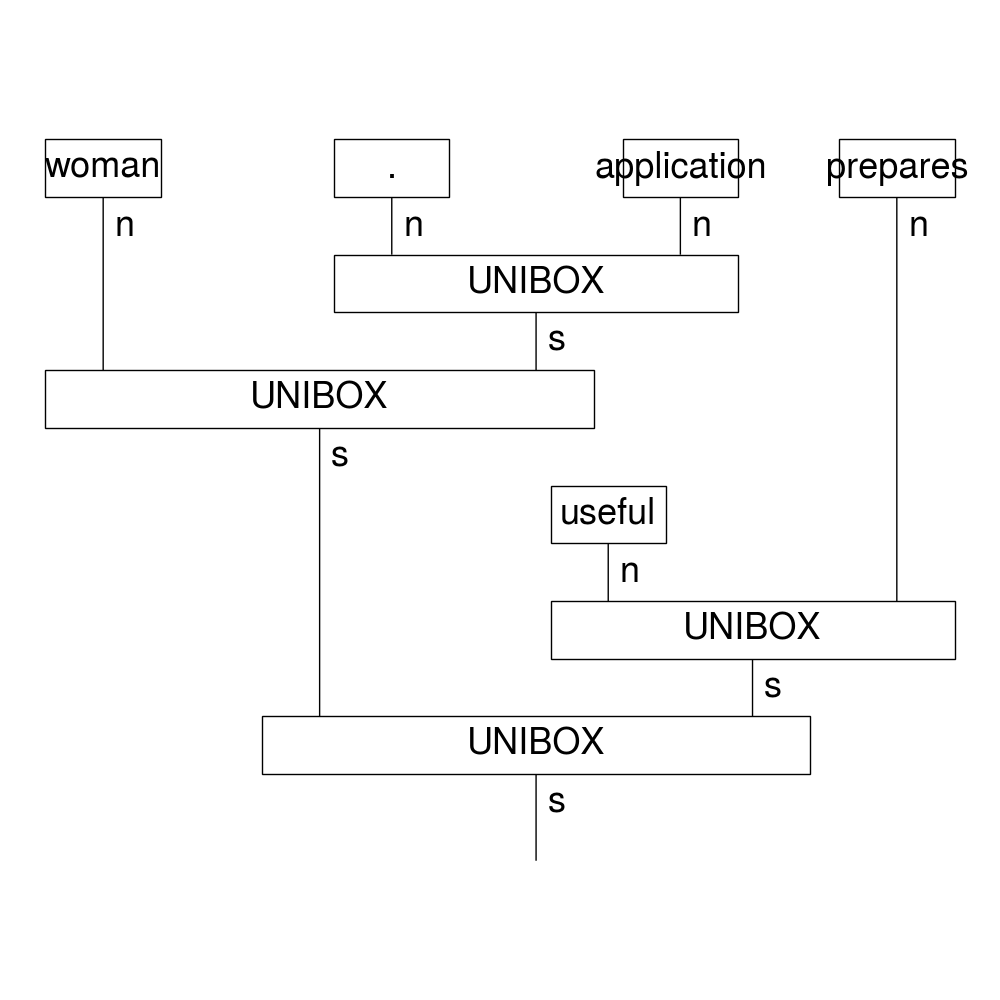 woman . application prepares
n n n n
UNIBOX
s
UNIBOX
s
useful
n
UNIBOX
s
UNIBOX
s